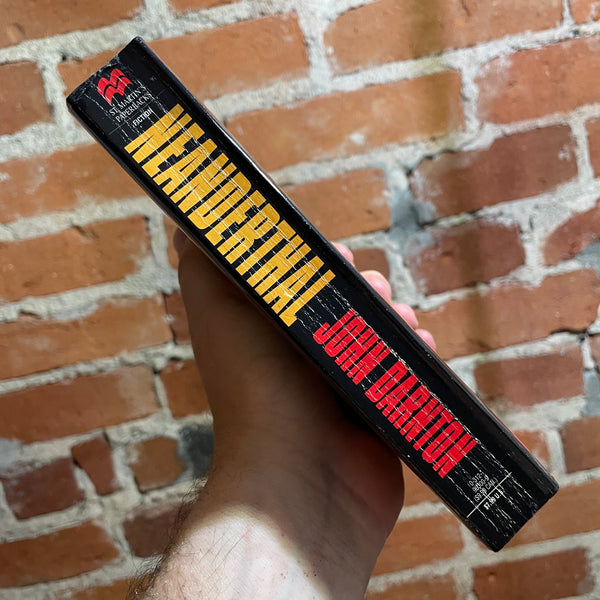 ST. MARTIN'S
PAPERBACKS
FICTION
NEANDERTHAL
JOHN DARNTON